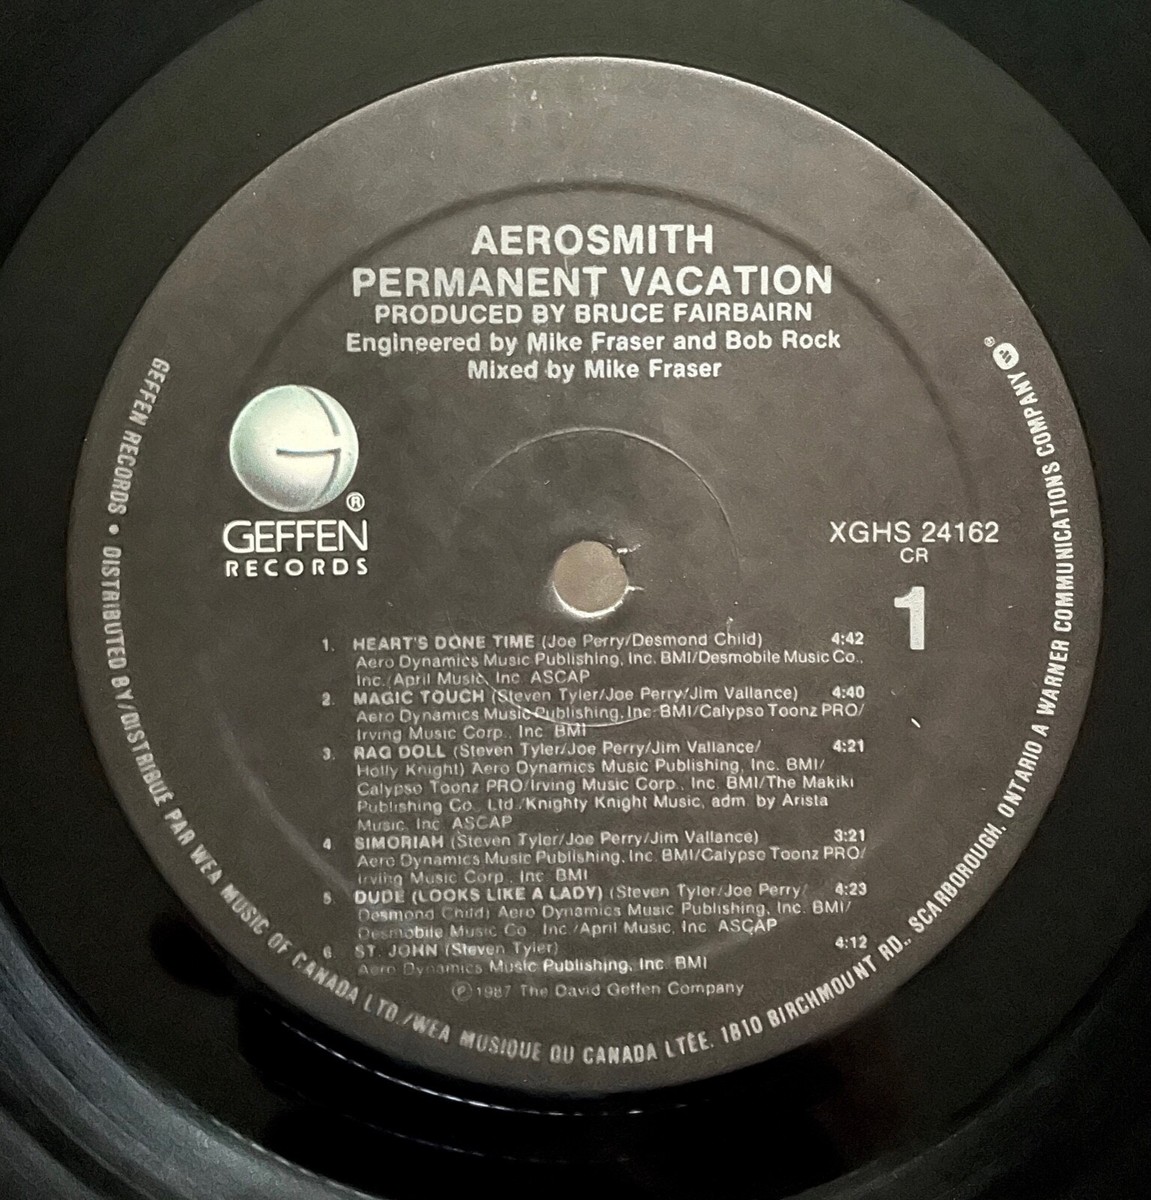 AEROSMITH
PERMANENT VACATION
PRODUCED BY BRUCE FAIRBAIRN
Engineered by Mike Fraser and Bob Rock
Mixed by Mike Fraser
G
®
GEFFEN
RECORDS
XGHS 24162
CR
1
1. HEART'S DONE TIME (Joe Perry/Desmond Child) 4:42
Aero Dynamics Music Publishing, Inc. BMI/Desmobile Music Co.,
Inc./April Music, Inc. ASCAP
2. MAGIC TOUCH (Steven Tyler/Joe Perry/Jim Vallance) 4:40
Aero Dynamics Music Publishing, Inc. BMI/Calypso Toonz PRO/
Irving Music Corp., Inc. BMI
3. RAG DOLL (Steven Tyler/Joe Perry/Jim Vallance/ 4:21
Holly Knight) Aero Dynamics Music Publishing, Inc. BMI/
Calypso Toonz PRO/Irving Music Corp., Inc. BMI/The Makiki
Publishing Co., Ltd./Knighty Knight Music, adm. by Arista
Music, Inc. ASCAP
4. SIMORIAH (Steven Tyler/Joe Perry/Jim Vallance) 3:21
Aero Dynamics Music Publishing, Inc. BMI/Calypso Toonz PRO/
Irving Music Corp., Inc. BMI
5. DUDE (LOOKS LIKE A LADY) (Steven Tyler/Joe Perry/ 4:23
Desmond Child) Aero Dynamics Music Publishing, Inc. BMI/
Desmobile Music Co., Inc./April Music, Inc. ASCAP
6. ST. JOHN (Steven Tyler) 4:12
Aero Dynamics Music Publishing, Inc. BMI
℗ 1987 The David Geffen Company
GEFFEN RECORDS • DISTRIBUTED BY/DISTRIBUÉ PAR WEA MUSIC OF CANADA LTD./WEA MUSIQUE DU CANADA LTÉE. 1810 BIRCHMOUNT RD., SCARBOROUGH, ONTARIO A WARNER COMMUNICATIONS COMPANY ®